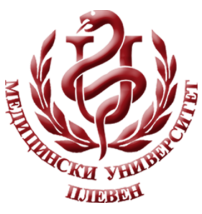 МЕДИЦИНСКИ УНИВЕРСИТЕТ
ПЛЕВЕН